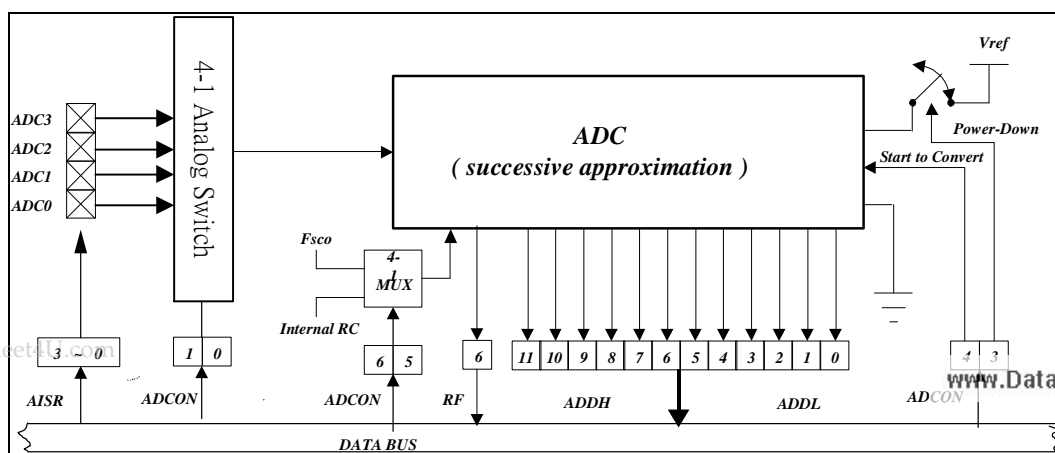 Vref
4-1 Analog Switch
ADC3
ADC2
ADC1
ADC0
ADC
( successive approximation )
Power-Down
Start to Convert
Fsco
4-1
MUX
Internal RC
3 ~ 0
1 0
6 5
6
11 10 9 8 7 6 5 4 3 2 1 0
4 3
eet4U.com
www.Data
AISR
ADCON
ADCON
RF
ADDH
ADDL
ADCON
DATA BUS